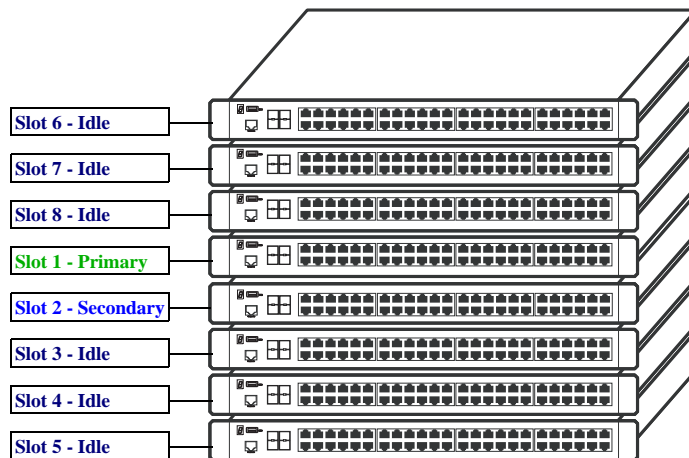 Slot 6 - Idle
Slot 7 - Idle
Slot 8 - Idle
Slot 1 - Primary
Slot 2 - Secondary
Slot 3 - Idle
Slot 4 - Idle
Slot 5 - Idle